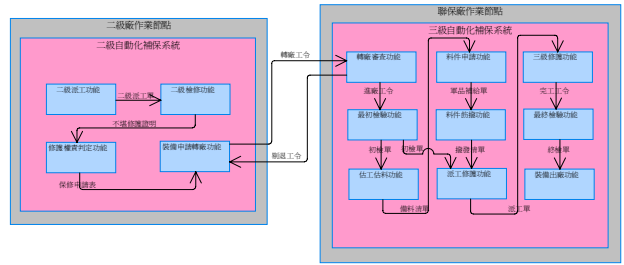 二級廠作業節點
二級自動化補保系統
二級派工功能
二級派工單
二級檢修功能
不堪修護證明
修護權責判定功能
裝備申請轉廠功能
保修申請表
轉廠工令
剔退工令
聯保廠作業節點
三級自動化補保系統
轉廠審查功能
料件申請功能
三級修護功能
進廠工令
軍品補給單
完工工令
最初檢驗功能
料件籌撥功能
最終檢驗功能
初檢單
初檢單
撥發清單
終檢單
估工估料功能
派工修護功能
裝備出廠功能
備料清單
派工單